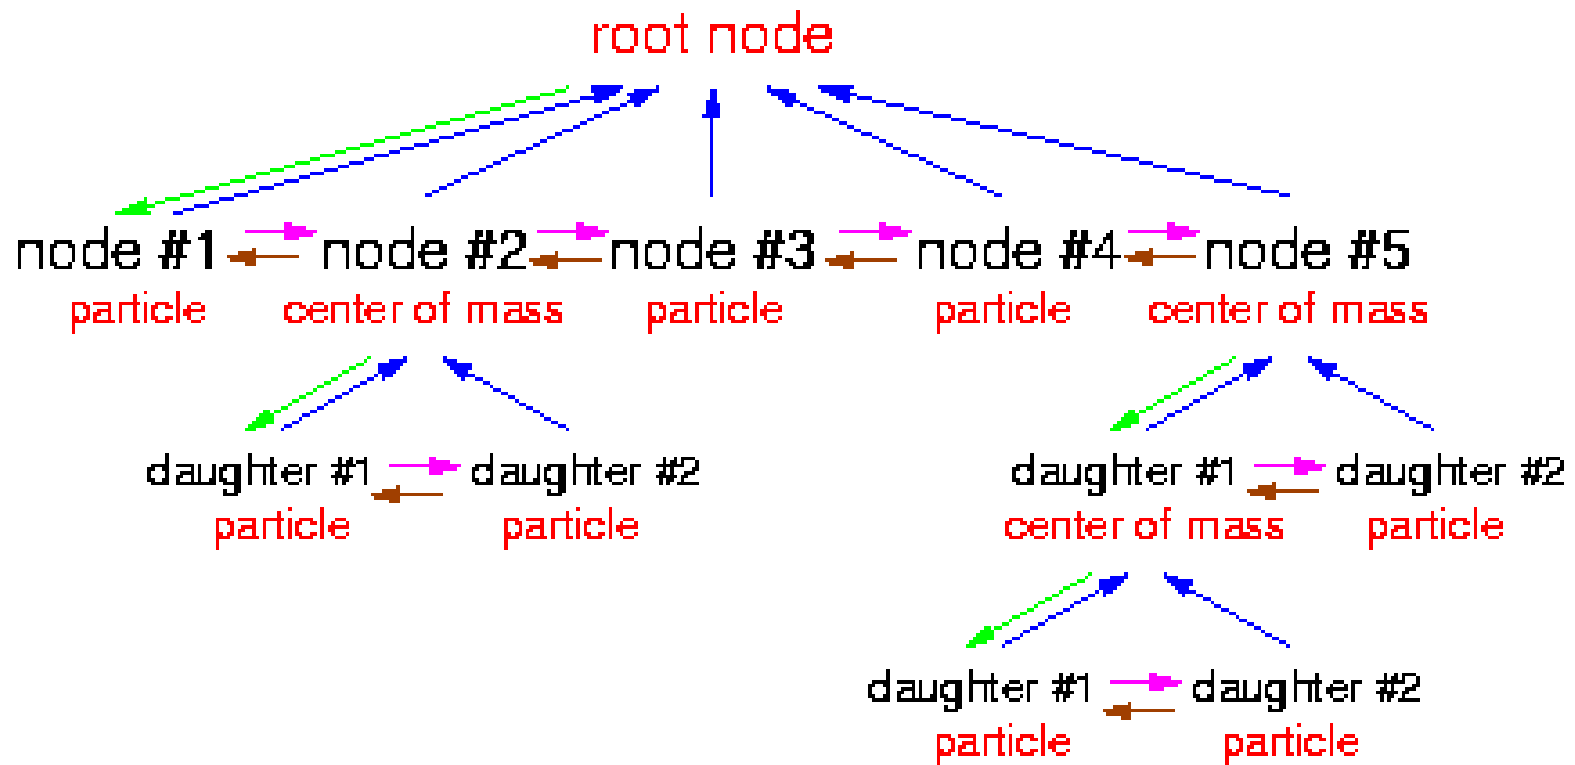 root node
node #1 node #2 node #3 node #4 node #5
particle center of mass particle particle center of mass
daughter #1 daughter #2 daughter #1 daughter #2
particle particle center of mass particle
daughter #1 daughter #2
particle particle